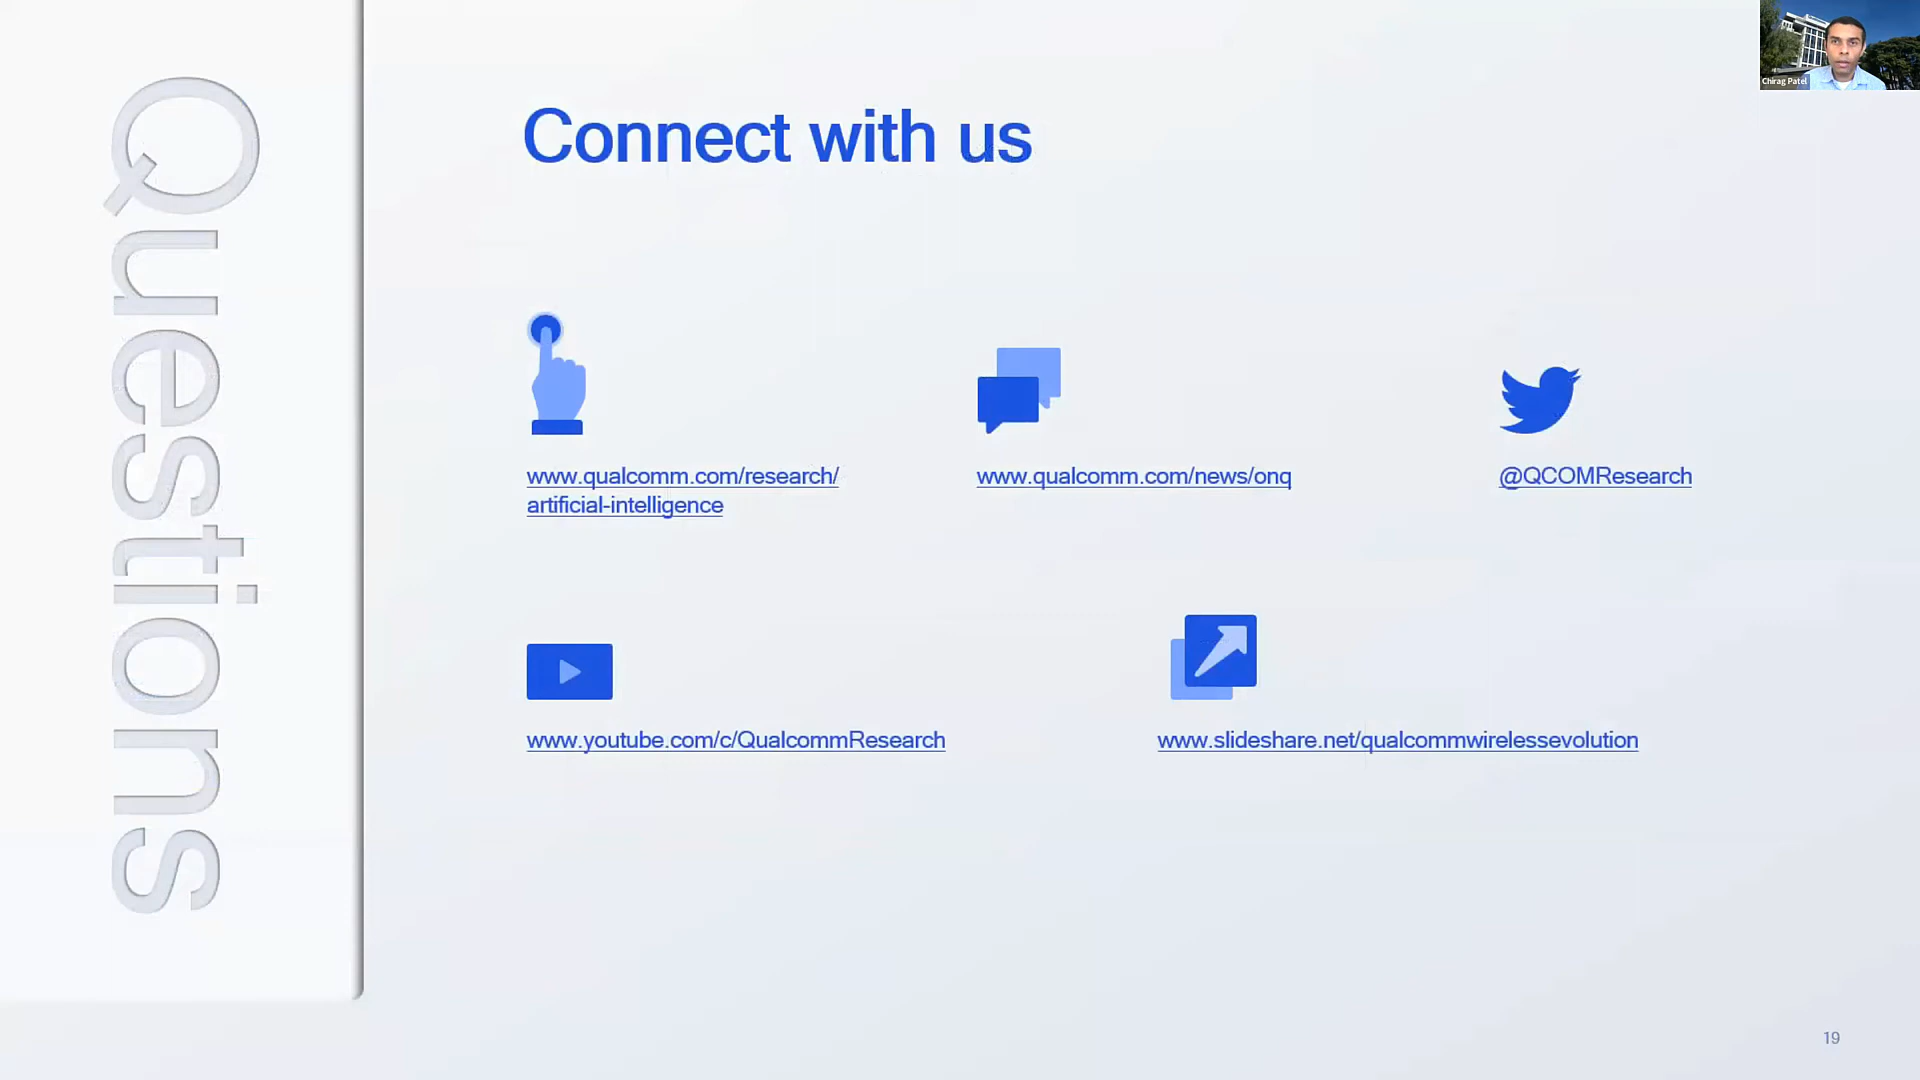 Questions
Connect with us
www.qualcomm.com/research/
artificial-intelligence
www.qualcomm.com/news/onq
@QCOMResearch
www.youtube.com/c/QualcommResearch
www.slideshare.net/qualcommwirelessevolution
Chirag Patel
19